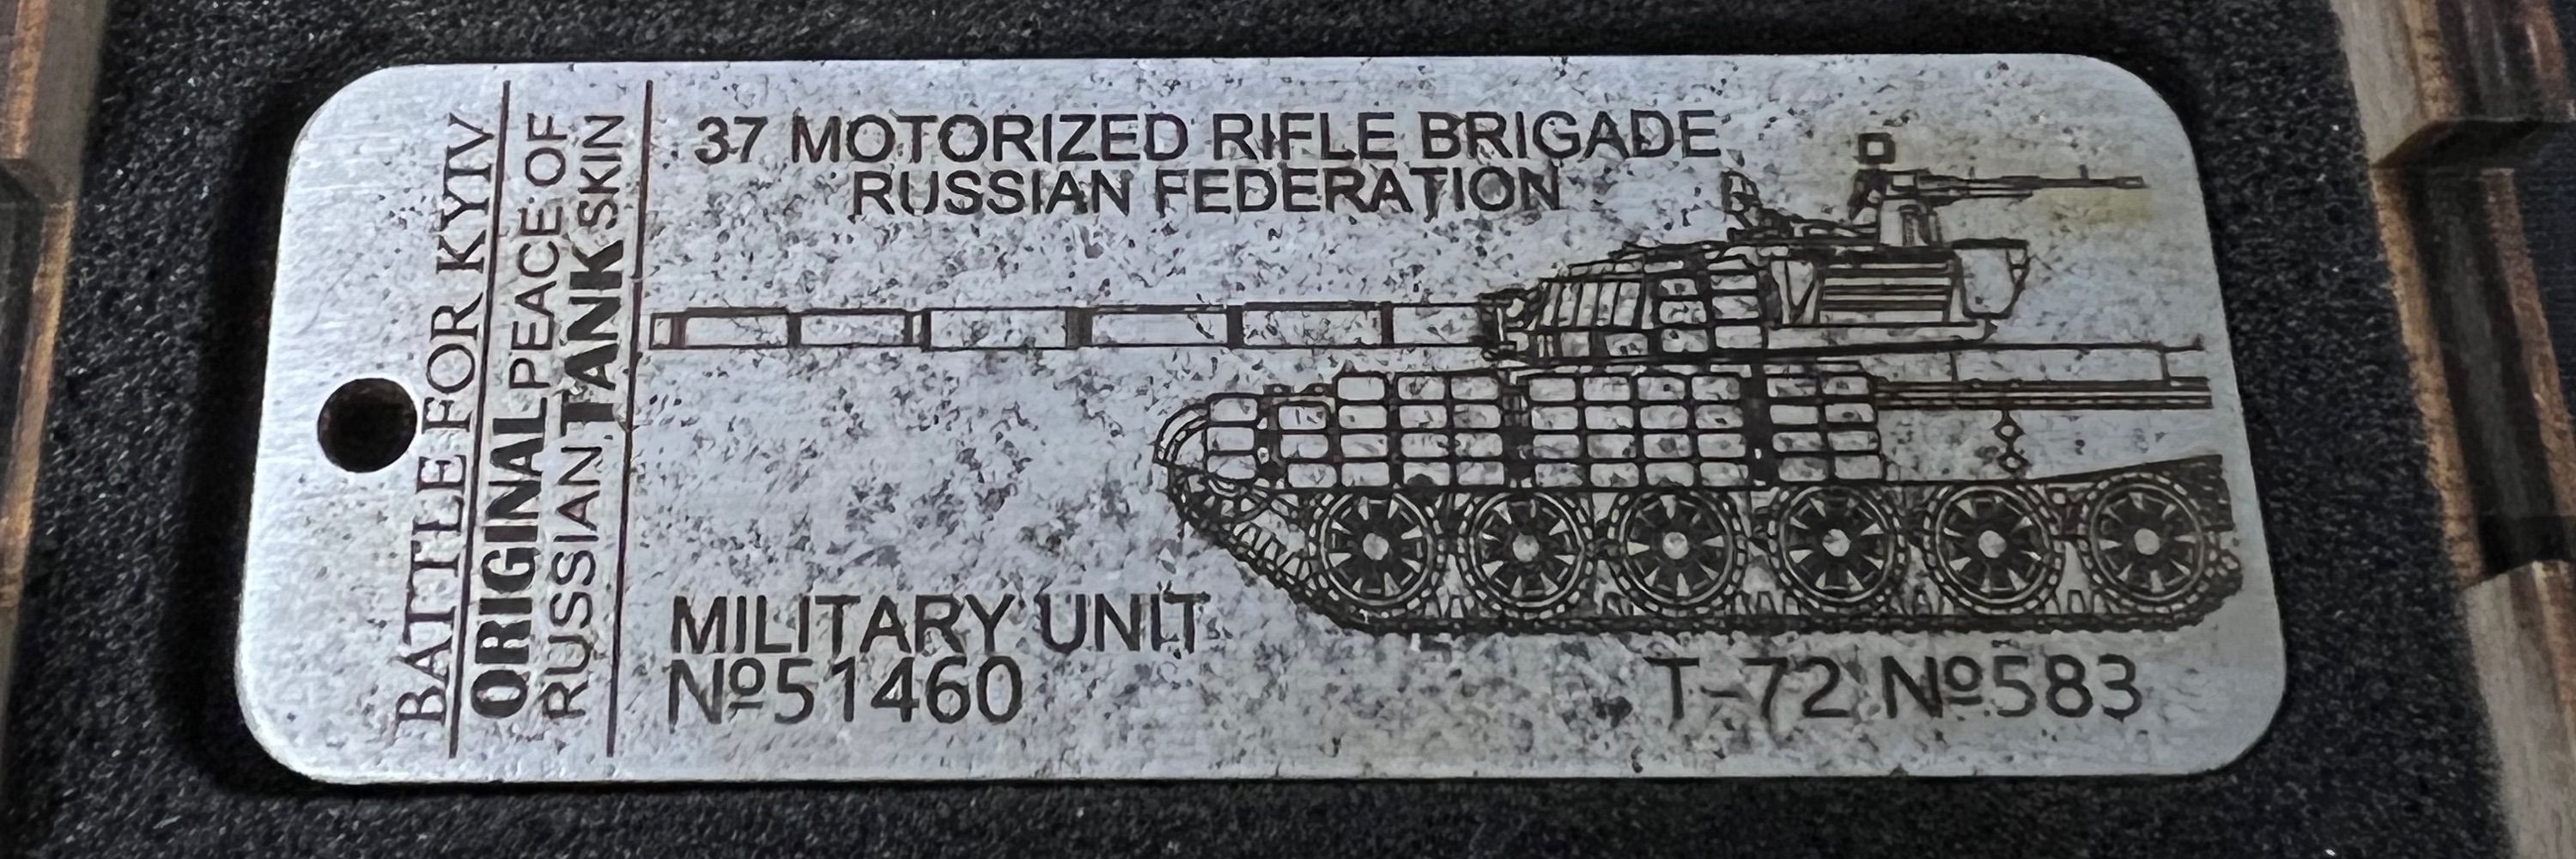 BATTLE FOR KYIV
ORIGINAL PEACE OF
RUSSIAN TANK SKIN
37 MOTORIZED RIFLE BRIGADE
RUSSIAN FEDERATION
MILITARY UNIT
№51460
T-72 №583